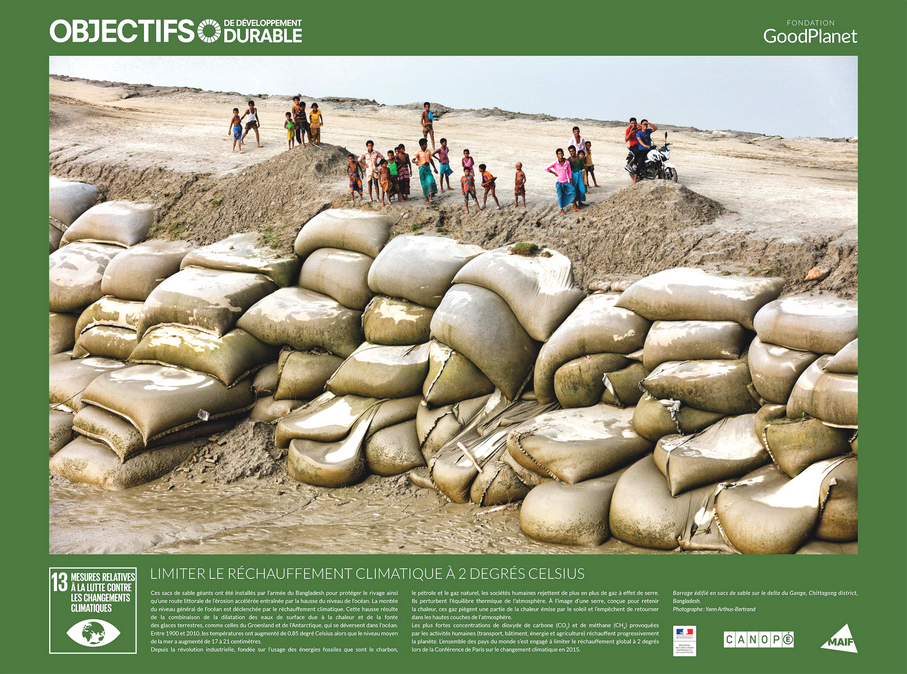 OBJECTIFS DE DÉVELOPPEMENT DURABLE
FONDATION
GoodPlanet
13 MESURES RELATIVES
À LA LUTTE CONTRE
LES CHANGEMENTS
CLIMATIQUES
LIMITER LE RÉCHAUFFEMENT CLIMATIQUE À 2 DEGRÉS CELSIUS
Ces sacs de sable géants ont été installés par l'armée du Bangladesh pour protéger le rivage ainsi
qu'une route littorale de l'érosion accélérée entraînée par la hausse du niveau de l'océan. La montée
du niveau général de l'océan est déclenchée par le réchauffement climatique. Cette hausse résulte
de la combinaison de la dilatation des eaux de surface due à la chaleur et de la fonte
des glaces terrestres, comme celles du Groenland et de l'Antarctique, qui se déversent dans l'océan.
Entre 1900 et 2010, les températures ont augmenté de 0,85 degré Celsius alors que le niveau moyen
de la mer a augmenté de 17 à 21 centimètres.
Depuis la révolution industrielle, fondée sur l'usage des énergies fossiles que sont le charbon,
le pétrole et le gaz naturel, les sociétés humaines rejettent de plus en plus de gaz à effet de serre.
Ils perturbent l'équilibre thermique de l'atmosphère. À l'image d'une serre, conçue pour retenir
la chaleur, ces gaz piègent une partie de la chaleur émise par le soleil et l'empêchent de retourner
dans les hautes couches de l'atmosphère.
Les plus fortes concentrations de dioxyde de carbone (CO₂) et de méthane (CH₄) provoquées
par les activités humaines (transport, bâtiment, énergie et agriculture) réchauffent progressivement
la planète. L'ensemble des pays du monde s'est engagé à limiter le réchauffement global à 2 degrés
lors de la Conférence de Paris sur le changement climatique en 2015.
Barrage édifié en sacs de sable sur le delta du Gange, Chittagong district,
Bangladesh.
Photographe : Yann Arthus-Bertrand
CANOPÉ
MAIF